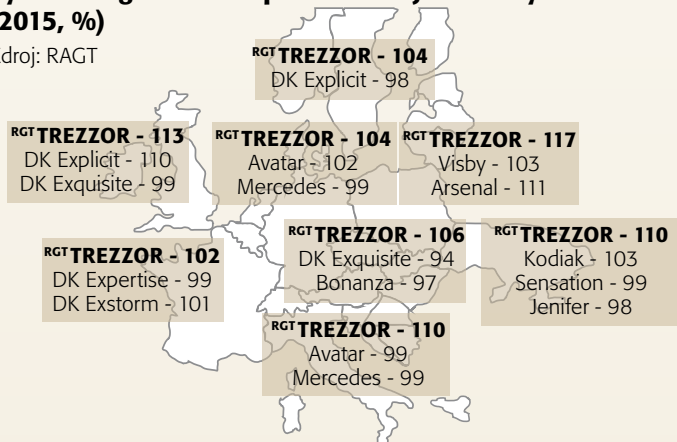 2015, %)
droj: RAGT
RGT TREZZOR - 104
DK Explicit - 98
RGT TREZZOR - 113
DK Explicit - 110
DK Exquisite - 99
RGT TREZZOR - 104
Avatar - 102
Mercedes - 99
RGT TREZZOR - 117
Visby - 103
Arsenal - 111
RGT TREZZOR - 102
DK Expertise - 99
DK Exstorm - 101
RGT TREZZOR - 106
DK Exquisite - 94
Bonanza - 97
RGT TREZZOR - 110
Kodiak - 103
Sensation - 99
Jenifer - 98
RGT TREZZOR - 110
Avatar - 99
Mercedes - 99